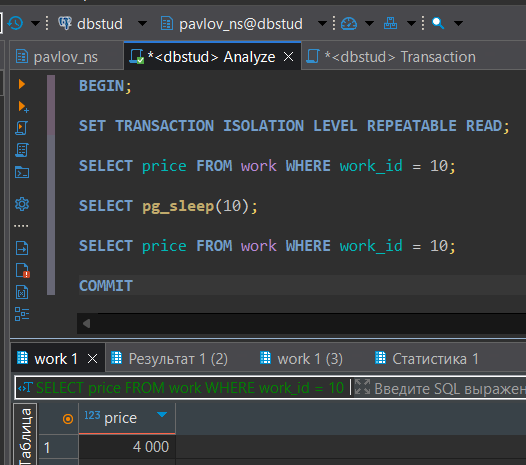 dbstud pavlov_ns@dbstud
pavlov_ns *<dbstud> Analyze *<dbstud> Transaction
BEGIN;
SET TRANSACTION ISOLATION LEVEL REPEATABLE READ;
SELECT price FROM work WHERE work_id = 10;
SELECT pg_sleep(10);
SELECT price FROM work WHERE work_id = 10;
COMMIT
work 1 Результат 1 (2) work 1 (3) Статистика 1
SELECT price FROM work WHERE work_id = 10 Введите SQL выражен
Таблица
123 price
1 4 000